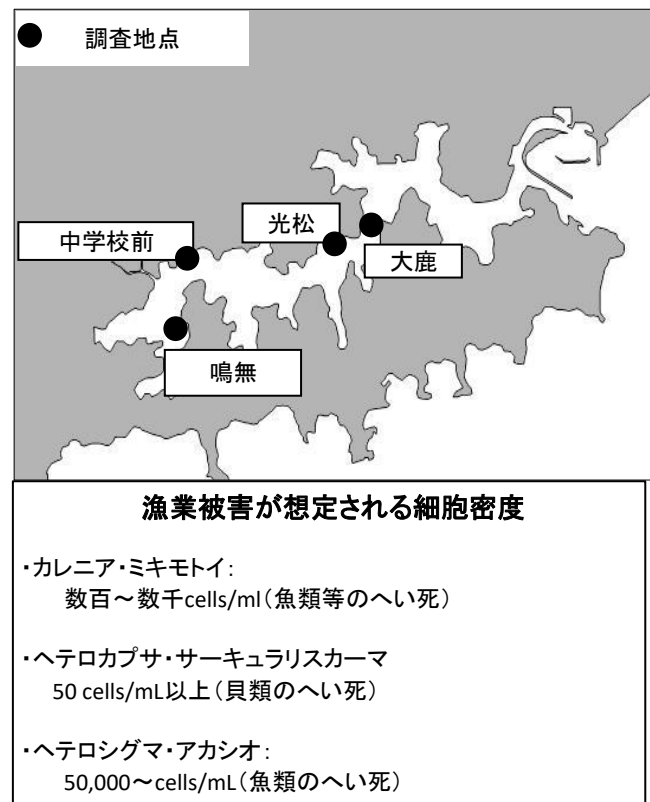 調査地点
光松
中学校前
大鹿
鳴無
漁業被害が想定される細胞密度
・カレニア・ミキモトイ:
数百～数千cells/ml(魚類等のへい死)
・ヘテロカプサ・サーキュラリスカーマ
50 cells/mL以上(貝類のへい死)
・ヘテロシグマ・アカシオ:
50,000～cells/mL(魚類のへい死)